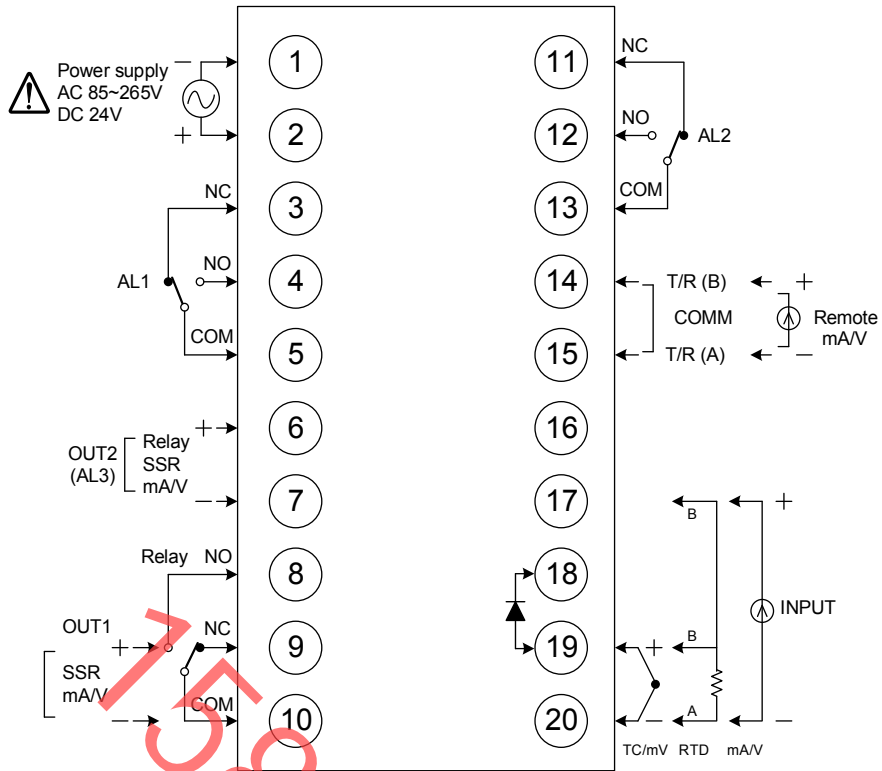 Power supply
AC 85~265V
DC 24V
−
+
1
2
NC
3
AL1
NO
4
COM
5
OUT2
(AL3)
Relay
SSR
mA/V
+
6
−
7
Relay NO
8
OUT1
+
NC
9
SSR
mA/V
−
COM
10
NC
11
NO
12
AL2
COM
13
14
T/R (B)
+
COMM
Remote
mA/V
15
T/R (A)
−
16
17
B
+
18
INPUT
19
+
B
20
−
A
−
TC/mV RTD mA/V
15